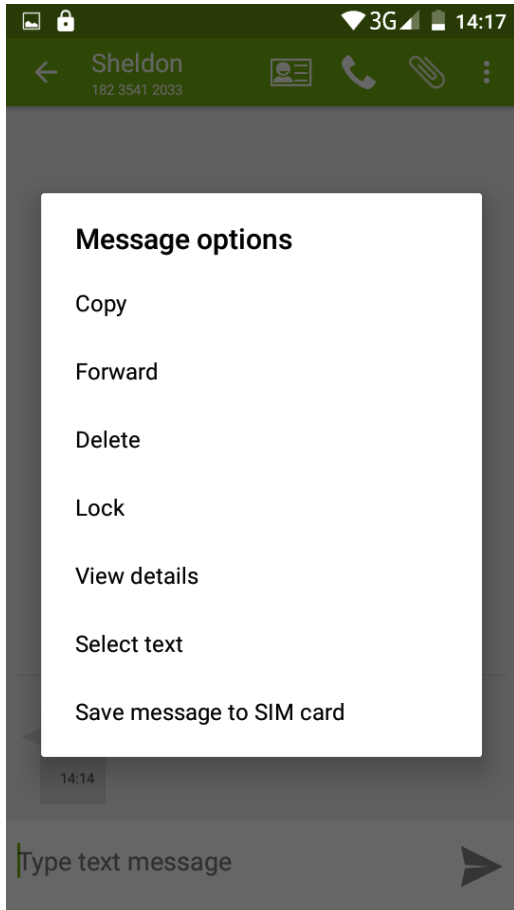 3G 14:17
Sheldon
182 3541 2033
Message options
Copy
Forward
Delete
Lock
View details
Select text
Save message to SIM card
14:14
Type text message